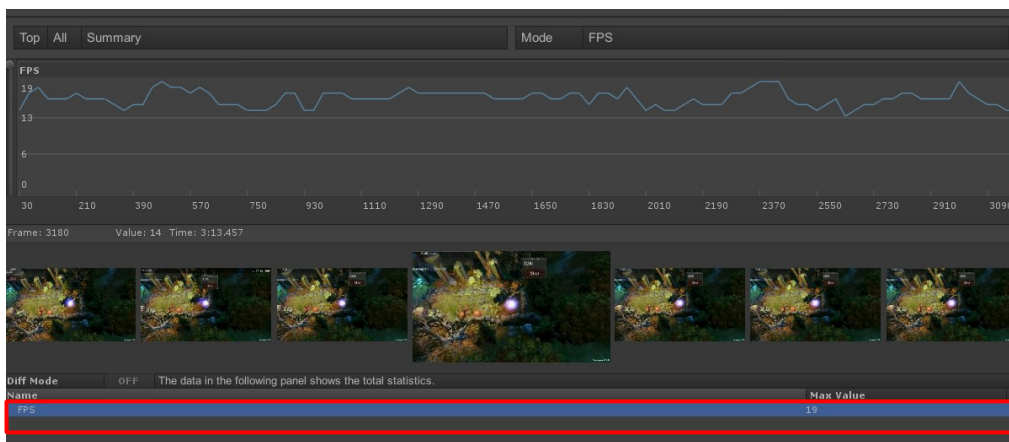 Top All Summary Mode FPS
FPS
19
13
6
0
30 210 390 570 750 930 1110 1290 1470 1650 1830 2010 2190 2370 2550 2730 2910 309
Frame: 3180 Value: 14 Time: 3:13.457
Diff Mode OFF The data in the following panel shows the total statistics.
Name Max Value
FPS 19